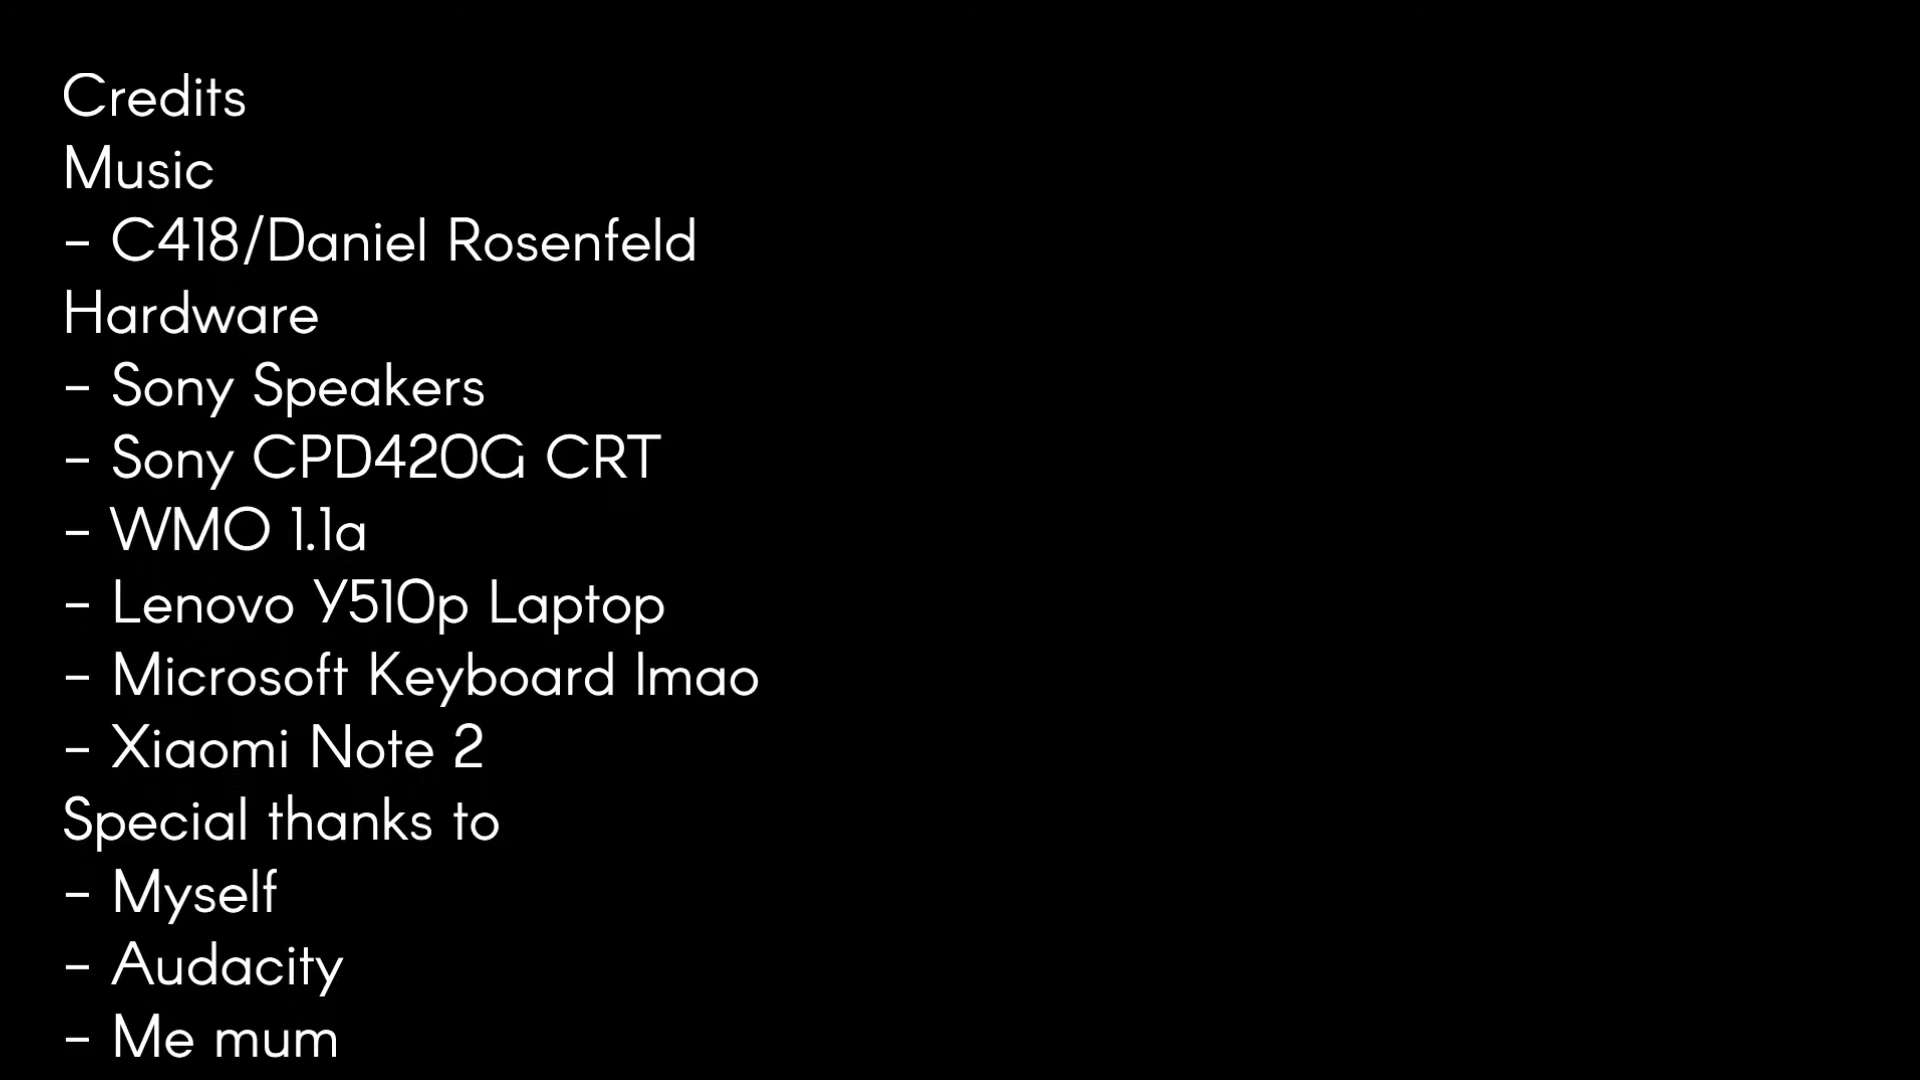 Credits
Music
- C418/Daniel Rosenfeld
Hardware
- Sony Speakers
- Sony CPD420G CRT
- WMO 1.1a
- Lenovo Y510p Laptop
- Microsoft Keyboard lmao
- Xiaomi Note 2
Special thanks to
- Myself
- Audacity
- Me mum